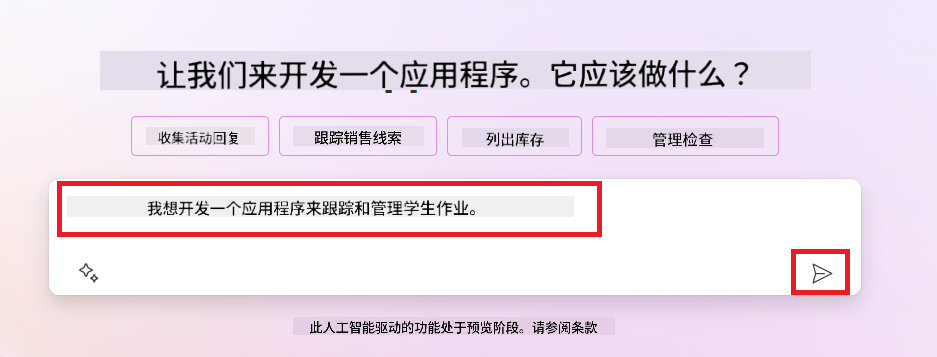 让我们来开发一个应用程序。它应该做什么？
收集活动回复
跟踪销售线索
列出库存
管理检查
我想开发一个应用程序来跟踪和管理学生作业。
此人工智能驱动的功能处于预览阶段。请参阅条款